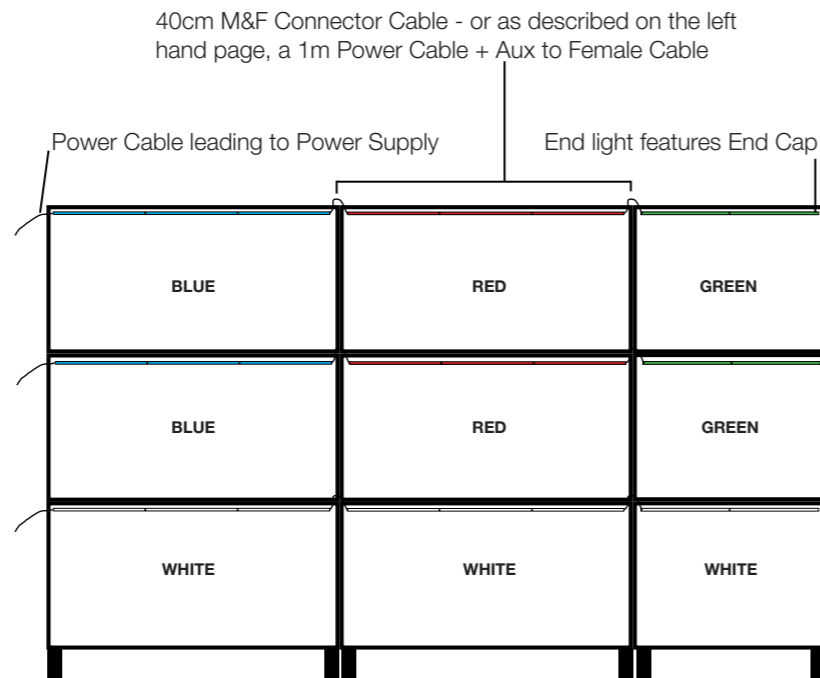 40cm M&F Connector Cable - or as described on the left
hand page, a 1m Power Cable + Aux to Female Cable
Power Cable leading to Power Supply
End light features End Cap
BLUE
RED
GREEN
BLUE
RED
GREEN
WHITE
WHITE
WHITE